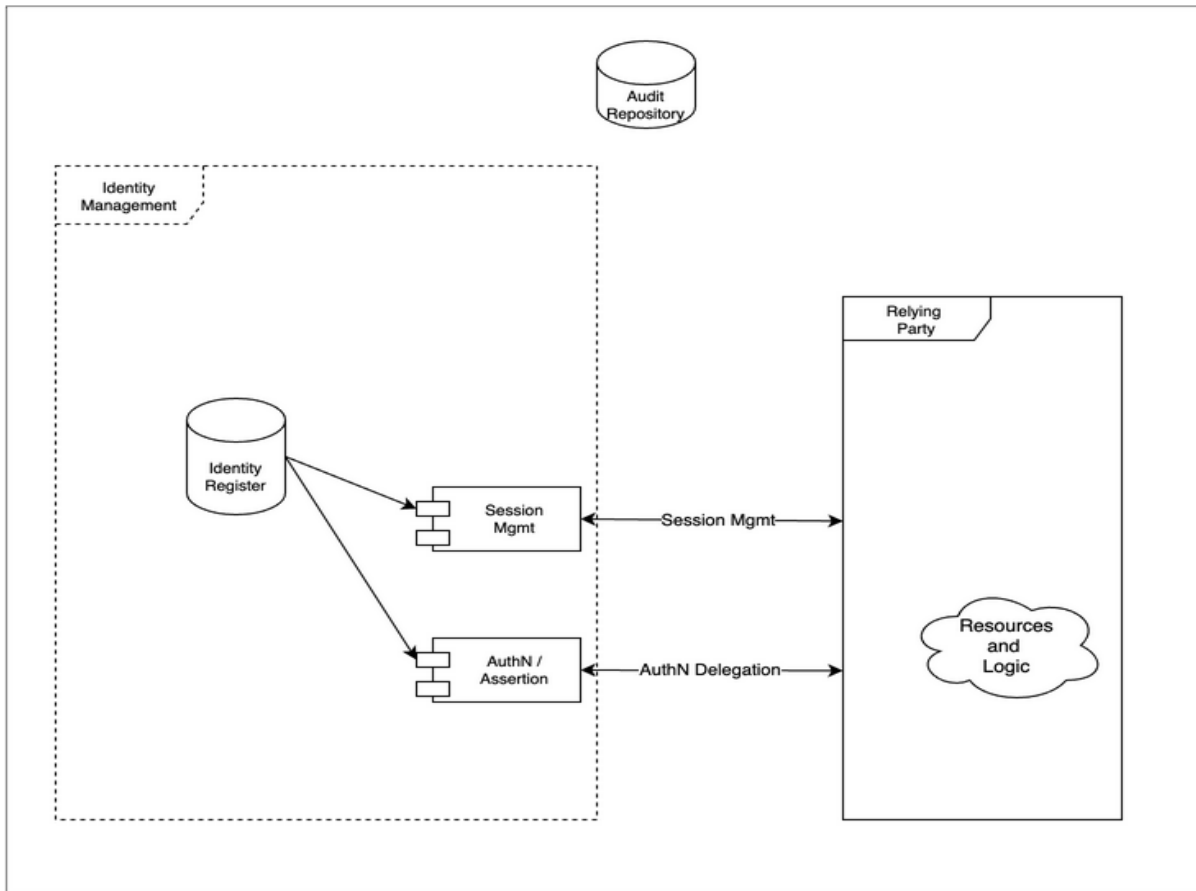 Audit
Repository
Identity
Management
Relying
Party
Identity
Register
Session
Mgmt
Session Mgmt
Resources
and
Logic
AuthN /
Assertion
AuthN Delegation